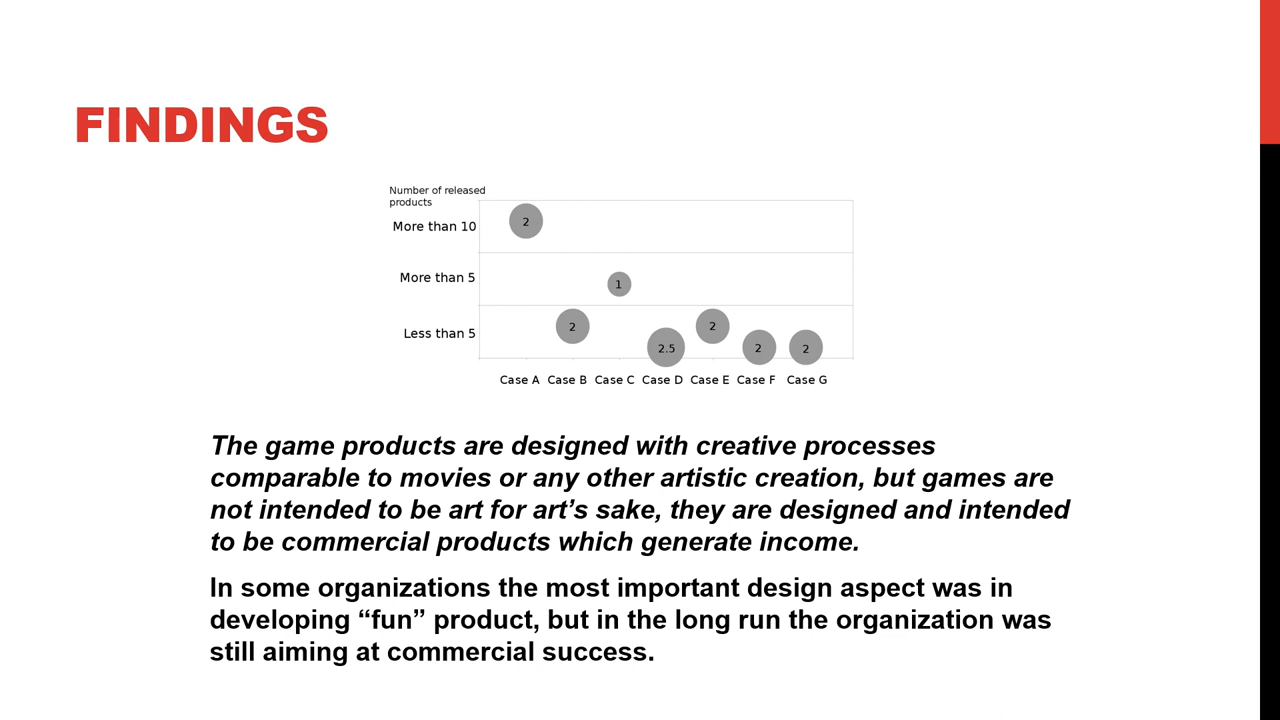 FINDINGS
Number of released
products
More than 10
2
More than 5
1
Less than 5
2
2.5
2
2
2
Case A Case B Case C Case D Case E Case F Case G
The game products are designed with creative processes
comparable to movies or any other artistic creation, but games are
not intended to be art for art’s sake, they are designed and intended
to be commercial products which generate income.
In some organizations the most important design aspect was in
developing “fun” product, but in the long run the organization was
still aiming at commercial success.